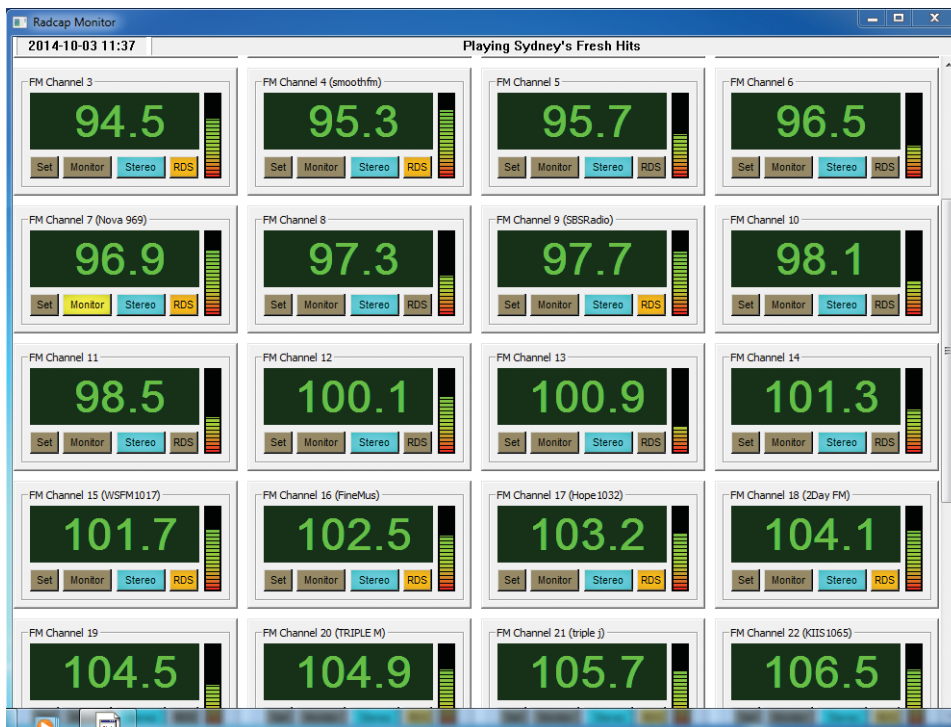 Radcap Monitor
2014-10-03 11:37 Playing Sydney's Fresh Hits
FM Channel 3 FM Channel 4 (smoothfm) FM Channel 5 FM Channel 6
94.5 95.3 95.7 96.5
Set Monitor Stereo RDS Set Monitor Stereo RDS Set Monitor Stereo RDS Set Monitor Stereo RDS
FM Channel 7 (Nova 969) FM Channel 8 FM Channel 9 (SBSRadio) FM Channel 10
96.9 97.3 97.7 98.1
Set Monitor Stereo RDS Set Monitor Stereo RDS Set Monitor Stereo RDS Set Monitor Stereo RDS
FM Channel 11 FM Channel 12 FM Channel 13 FM Channel 14
98.5 100.1 100.9 101.3
Set Monitor Stereo RDS Set Monitor Stereo RDS Set Monitor Stereo RDS Set Monitor Stereo RDS
FM Channel 15 (WSFM1017) FM Channel 16 (FineMus) FM Channel 17 (Hope1032) FM Channel 18 (2Day FM)
101.7 102.5 103.2 104.1
Set Monitor Stereo RDS Set Monitor Stereo RDS Set Monitor Stereo RDS Set Monitor Stereo RDS
FM Channel 19 FM Channel 20 (TRIPLE M) FM Channel 21 (triple j) FM Channel 22 (KIIS1065)
104.5 104.9 105.7 106.5